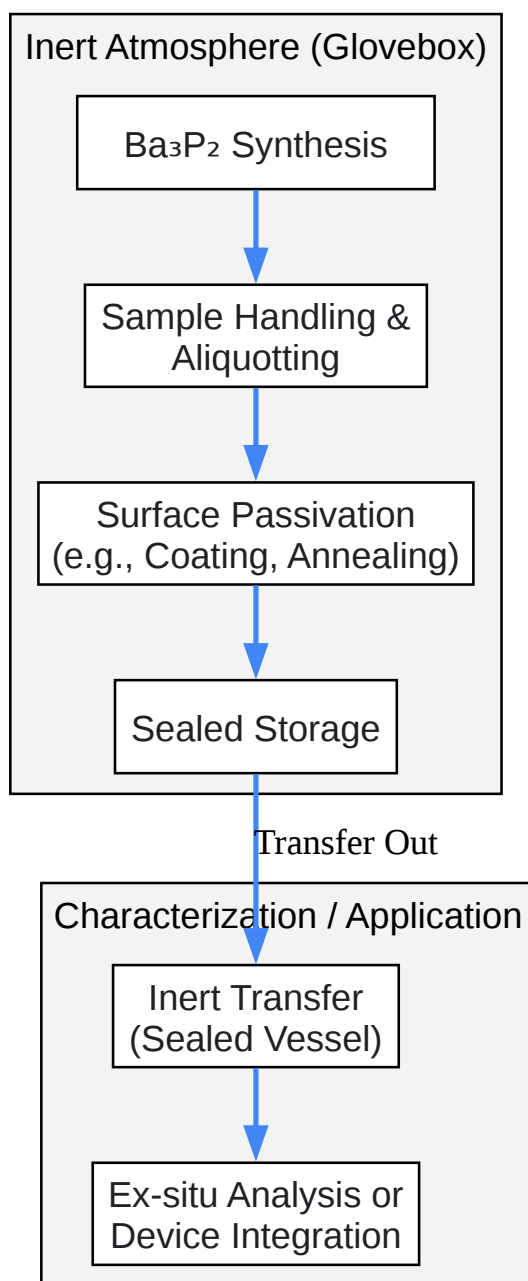 Inert Atmosphere (Glovebox)
Ba₃P₂ Synthesis
Sample Handling &
Aliquotting
Surface Passivation
(e.g., Coating, Annealing)
Sealed Storage
Transfer Out
Characterization / Application
Inert Transfer
(Sealed Vessel)
Ex-situ Analysis or
Device Integration